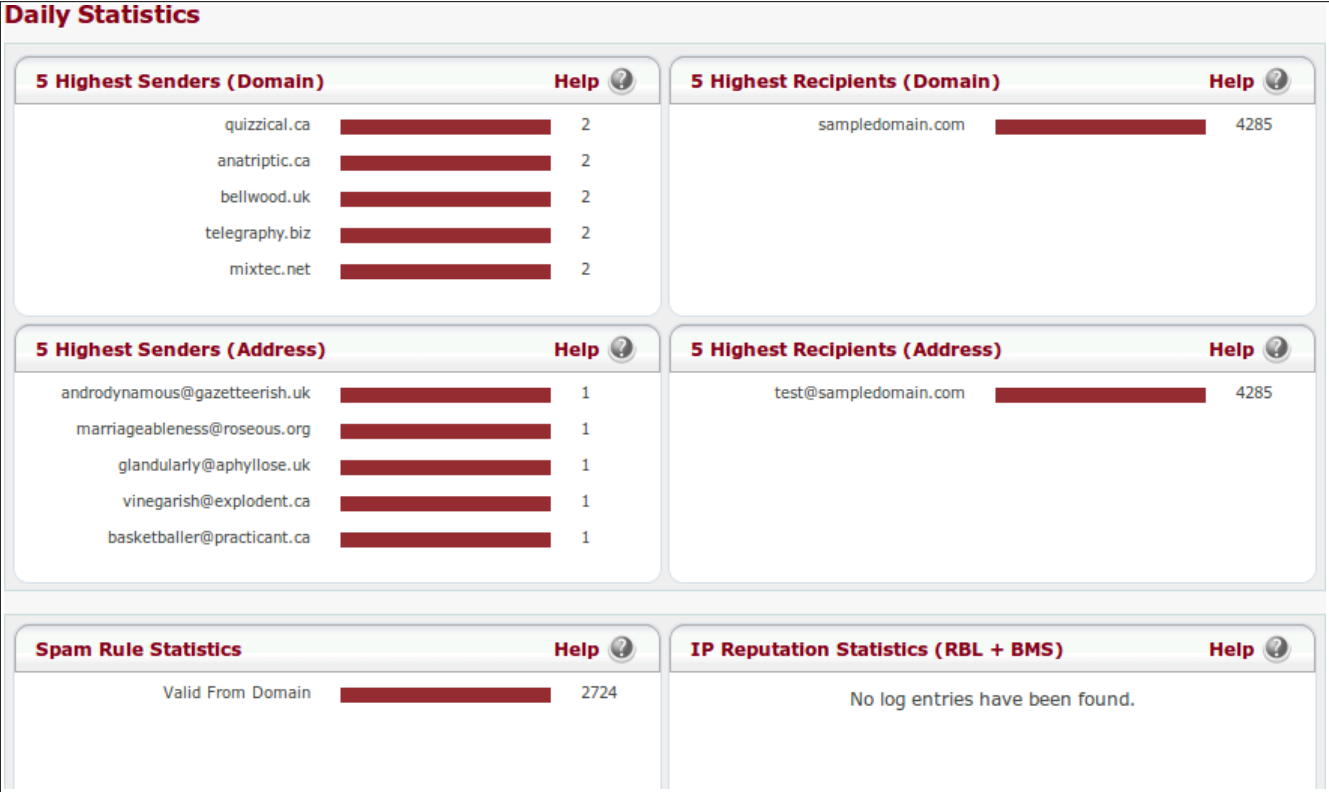 Daily Statistics
5 Highest Senders (Domain) Help ?
quizzical.ca 2
anatriptic.ca 2
bellwood.uk 2
telegraphy.biz 2
mixtec.net 2
5 Highest Recipients (Domain) Help ?
sampledomain.com 4285
5 Highest Senders (Address) Help ?
androdynamous@gazetteerish.uk 1
marriageableness@roseous.org 1
glandularly@aphyllose.uk 1
vinegarish@explodent.ca 1
basketballer@practicant.ca 1
5 Highest Recipients (Address) Help ?
test@sampledomain.com 4285
Spam Rule Statistics Help ?
Valid From Domain 2724
IP Reputation Statistics (RBL + BMS) Help ?
No log entries have been found.